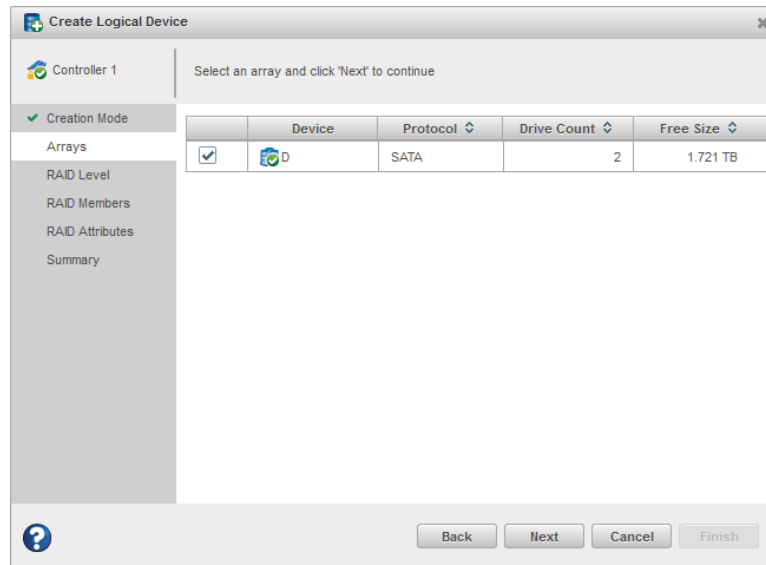 Create Logical Device
Controller 1
Select an array and click 'Next' to continue
Creation Mode
Arrays
RAID Level
RAID Members
RAID Attributes
Summary
Device Protocol Drive Count Free Size
D SATA 2 1.721 TB
? Back Next Cancel Finish